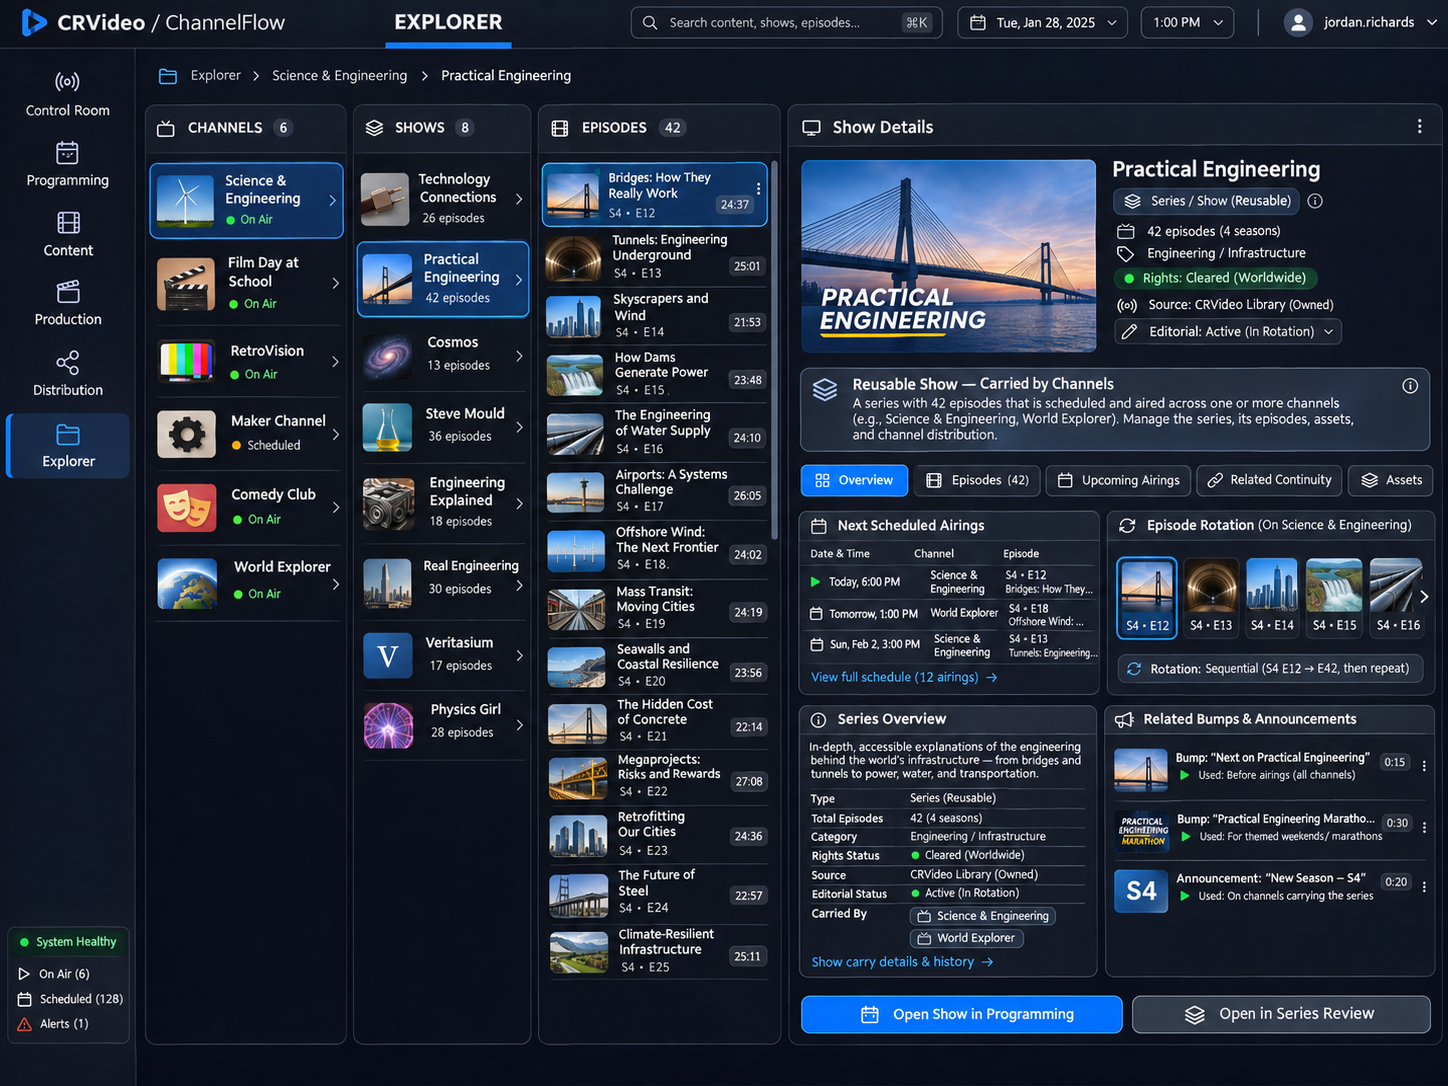 CRVideo / ChannelFlow
EXPLORER
Search content, shows, episodes...
⌘K
Tue, Jan 28, 2025
1:00 PM
jordan.richards
Control Room
Programming
Content
Production
Distribution
Explorer
System Healthy
On Air (6)
Scheduled (128)
Alerts (1)
Explorer > Science & Engineering > Practical Engineering
CHANNELS 6
Science &
Engineering
On Air
Film Day at
School
On Air
RetroVision
On Air
Maker Channel
Scheduled
Comedy Club
On Air
World Explorer
On Air
SHOWS 8
Technology
Connections
26 episodes
Practical
Engineering
42 episodes
Cosmos
13 episodes
Steve Mould
36 episodes
Engineering
Explained
18 episodes
Real Engineering
30 episodes
V
Veritasium
17 episodes
Physics Girl
28 episodes
EPISODES 42
Bridges: How They
Really Work
S4 • E12
24:37
Tunnels: Engineering
Underground
S4 • E13
25:01
Skyscrapers and
Wind
S4 • E14
21:53
How Dams
Generate Power
S4 • E15
23:48
The Engineering
of Water Supply
S4 • E16
24:10
Airports: A Systems
Challenge
S4 • E17
26:05
Offshore Wind:
The Next Frontier
S4 • E18.
24:02
Mass Transit:
Moving Cities
S4 • E19
24:19
Seawalls and
Coastal Resilience
S4 • E20
23:56
The Hidden Cost
of Concrete
S4 • E21
22:14
Megaprojects:
Risks and Rewards
S4 • E22
27:08
Retrofitting
Our Cities
S4 • E23
24:36
The Future of
Steel
S4 • E24
22:57
Climate-Resilient
Infrastructure
S4 • E25
25:11
Show Details
PRACTICAL
ENGINEERING
Practical Engineering
Series / Show (Reusable)
42 episodes (4 seasons)
Engineering / Infrastructure
Rights: Cleared (Worldwide)
Source: CRVideo Library (Owned)
Editorial: Active (In Rotation)
Reusable Show — Carried by Channels
A series with 42 episodes that is scheduled and aired across one or more channels
(e.g., Science & Engineering, World Explorer). Manage the series, its episodes, assets,
and channel distribution.
Overview
Episodes (42)
Upcoming Airings
Related Continuity
Assets
Next Scheduled Airings
Date & Time Channel Episode
Today, 6:00 PM
Science &
Engineering
S4 • E12
Bridges: How They...
Tomorrow, 1:00 PM
World Explorer
S4 • E18
Offshore Wind: ...
Sun, Feb 2, 3:00 PM
Science &
Engineering
S4 • E13
Tunnels: Engineering...
View full schedule (12 airings) →
Episode Rotation (On Science & Engineering)
S4 • E12
S4 • E13
S4 • E14
S4 • E15
S4 • E16
Rotation: Sequential (S4 E12 → E42, then repeat)
Series Overview
In-depth, accessible explanations of the engineering
behind the world's infrastructure — from bridges and
tunnels to power, water, and transportation.
Type Series (Reusable)
Total Episodes 42 (4 seasons)
Category Engineering / Infrastructure
Rights Status Cleared (Worldwide)
Source CRVideo Library (Owned)
Editorial Status Active (In Rotation)
Carried By Science & Engineering
World Explorer
Show carry details & history →
Related Bumps & Announcements
Bump: "Next on Practical Engineering"
Used: Before airings (all channels)
0:15
PRACTICAL
ENGINEERING
MARATHON
Bump: "Practical Engineering Maratho...
Used: For themed weekends/ marathons
0:30
S4
Announcement: "New Season – S4"
Used: On channels carrying the series
0:20
Open Show in Programming
Open in Series Review